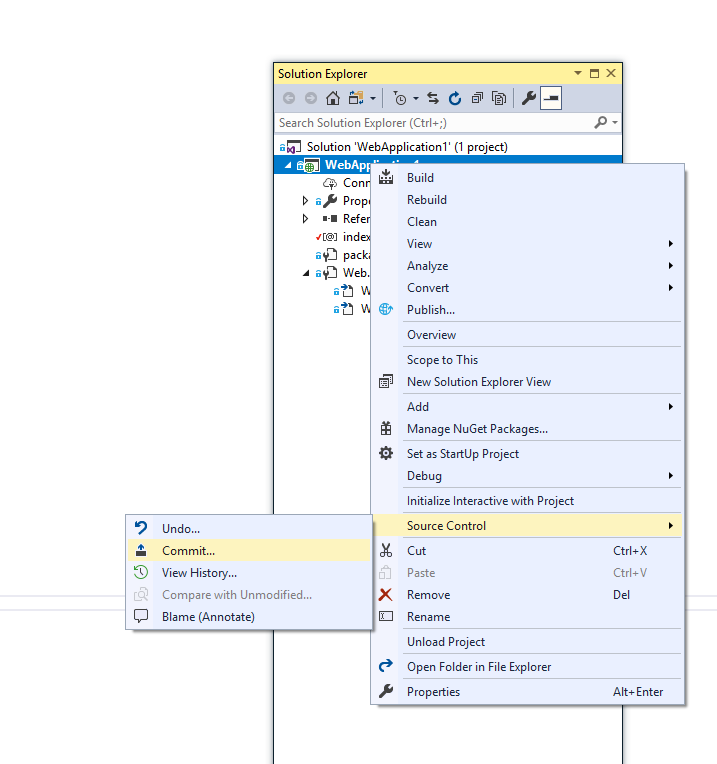 Solution Explorer
Search Solution Explorer (Ctrl+;)
Solution 'WebApplication1' (1 project)
WebApplication1
Conn
Prope
Refer
index
packa
Web.
W
W
Build
Rebuild
Clean
View
Analyze
Convert
Publish...
Overview
Scope to This
New Solution Explorer View
Add
Manage NuGet Packages...
Set as StartUp Project
Debug
Initialize Interactive with Project
Source Control
Cut Ctrl+X
Paste Ctrl+V
Remove Del
Rename
Unload Project
Open Folder in File Explorer
Properties Alt+Enter
Undo...
Commit...
View History...
Compare with Unmodified...
Blame (Annotate)